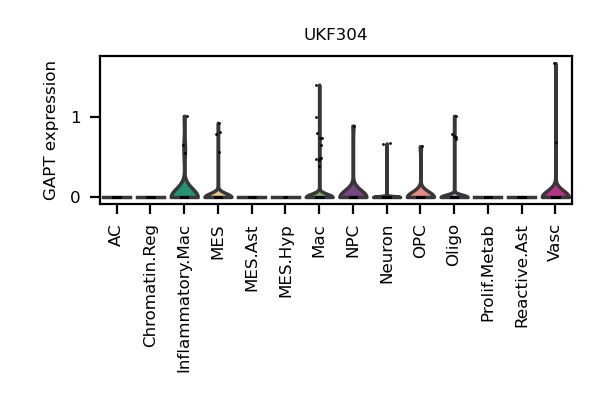 UKF304
GAPT expression
1
0
AC
Chromatin.Reg
Inflammatory.Mac
MES
MES.Ast
MES.Hyp
Mac
NPC
Neuron
OPC
Oligo
Prolif.Metab
Reactive.Ast
Vasc